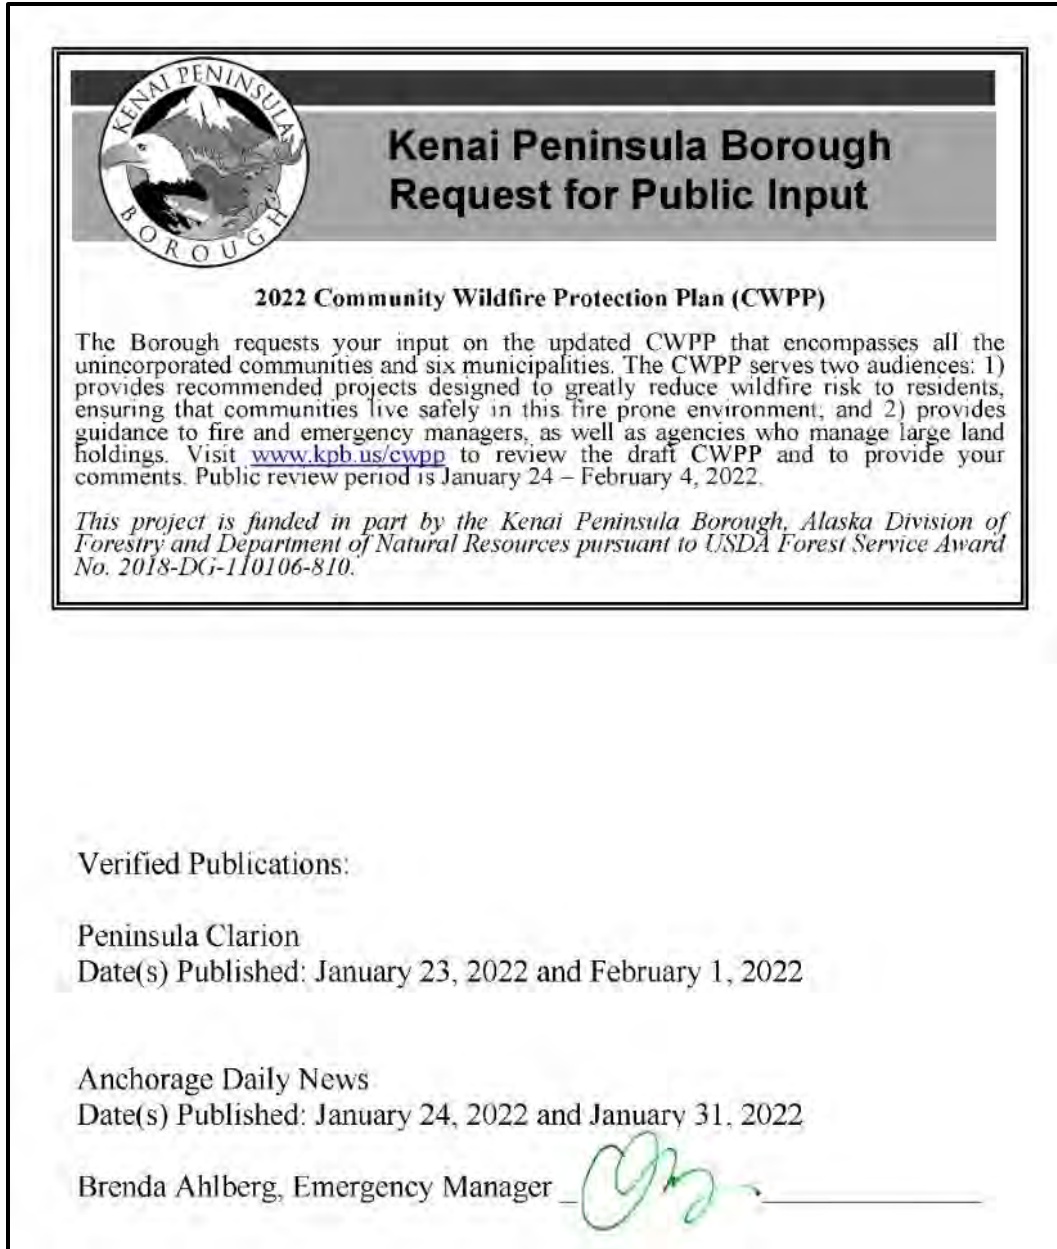 KENAI PENINSULA
BOROUGH
Kenai Peninsula Borough
Request for Public Input
2022 Community Wildfire Protection Plan (CWPP)
The Borough requests your input on the updated CWPP that encompasses all the
unincorporated communities and six municipalities. The CWPP serves two audiences: 1)
provides recommended projects designed to greatly reduce wildfire risk to residents,
ensuring that communities live safely in this fire prone environment; and 2) provides
guidance to fire and emergency managers, as well as agencies who manage large land
holdings. Visit www.kpb.us/cwpp to review the draft CWPP and to provide your
comments. Public review period is January 24 – February 4, 2022.
This project is funded in part by the Kenai Peninsula Borough, Alaska Division of
Forestry and Department of Natural Resources pursuant to USDA Forest Service Award
No. 2018-DG-110106-810.
Verified Publications:
Peninsula Clarion
Date(s) Published: January 23, 2022 and February 1, 2022
Anchorage Daily News
Date(s) Published: January 24, 2022 and January 31, 2022
Brenda Ahlberg, Emergency Manager